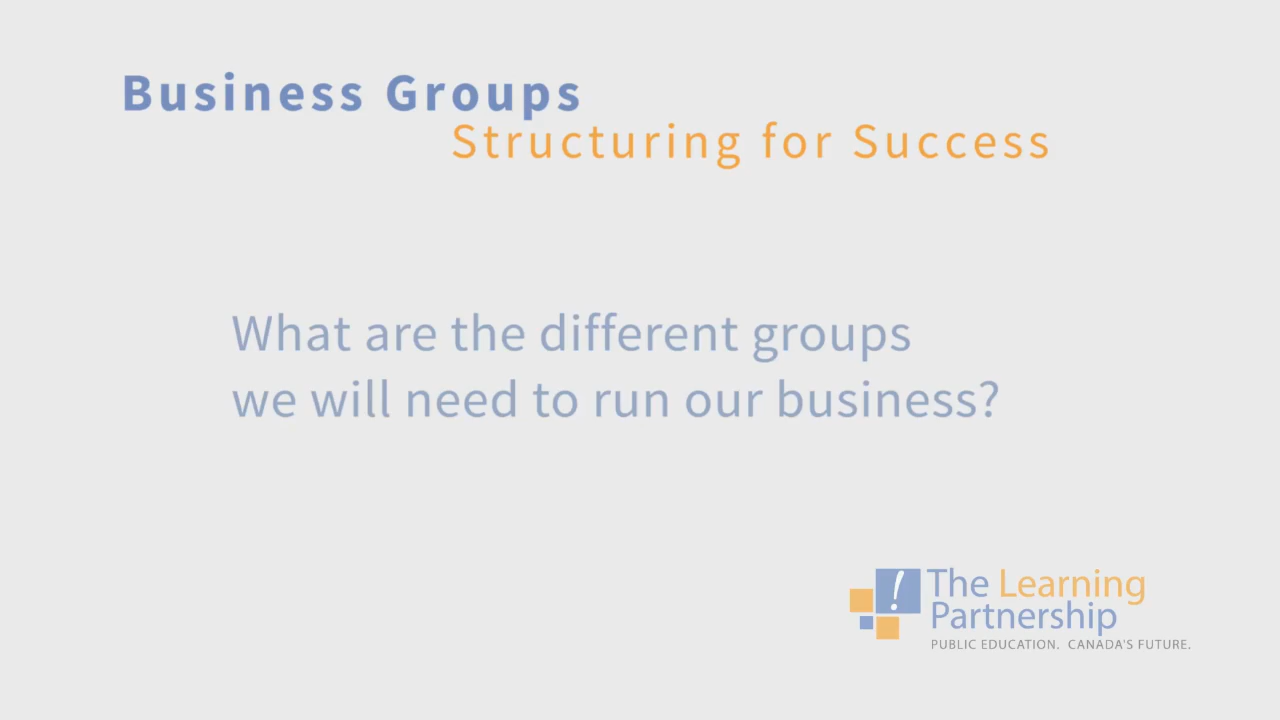 Business Groups
Structuring for Success
What are the different groups
we will need to run our business?
The Learning
Partnership
PUBLIC EDUCATION. CANADA'S FUTURE.